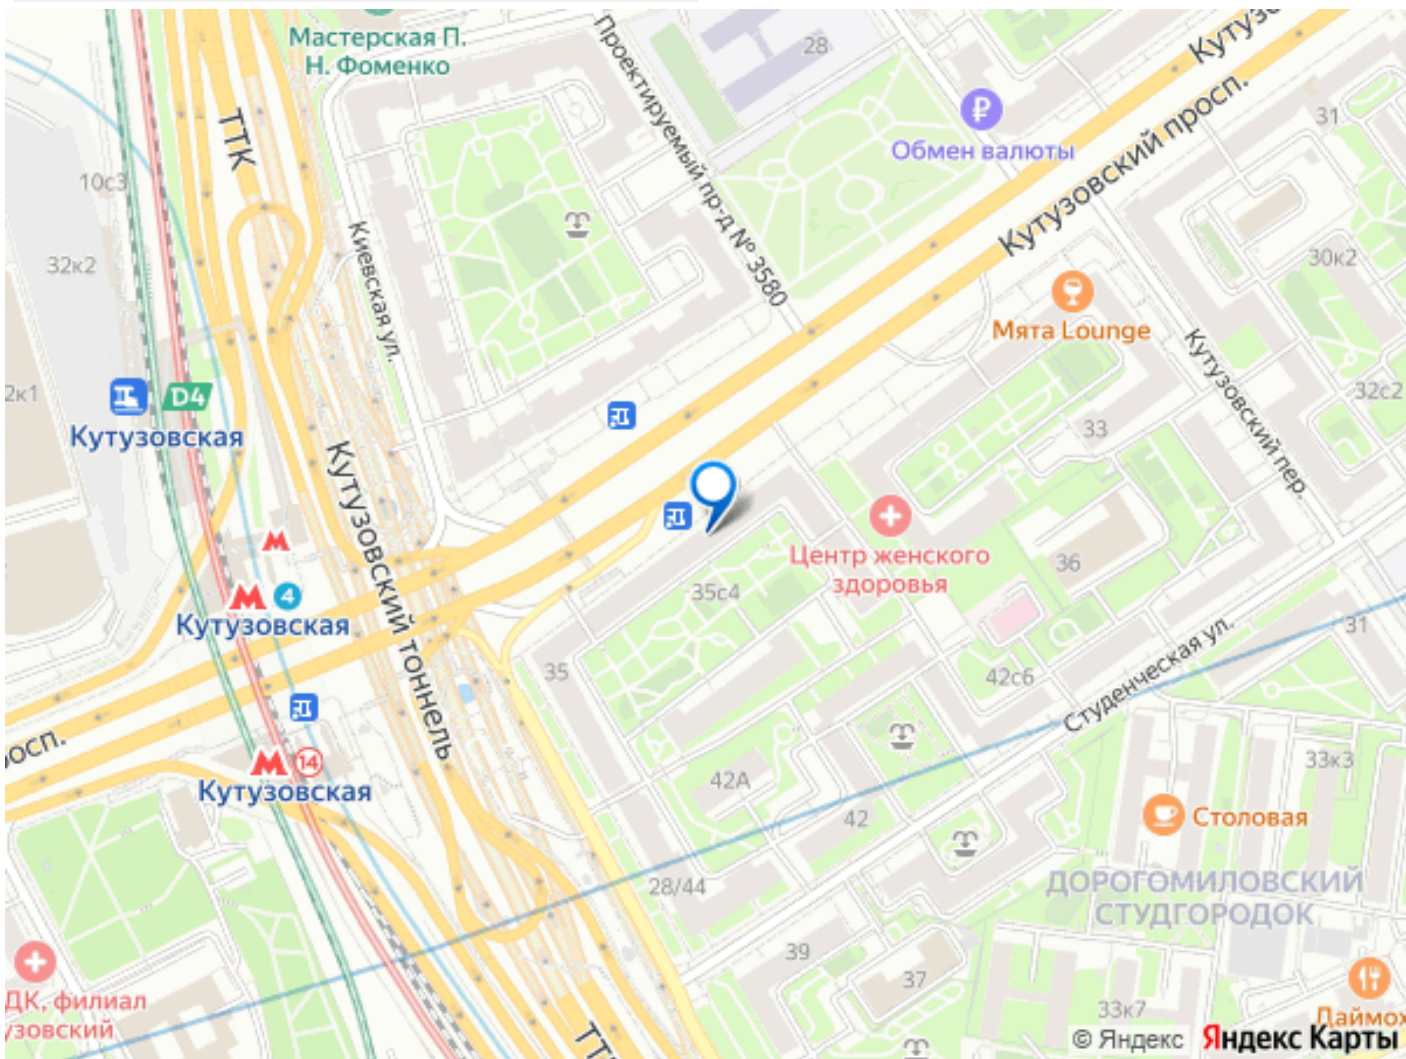 Мастерская П.
Н. Фоменко
28
Кутузо
Кутузовский просп.
31
Обмен валюты
ТТК
10с3
Проектируемый пр-д № 3580
Киевская ул.
32к2
30к2
Мята Lounge
Кутузовский пер.
2к1
D4
Кутузовская
32с2
33
Кутузовский тоннель
Центр женского
здоровья
36
35с4
4
Кутузовская
35
42с6
Студенческая ул.
31
росп.
14
Кутузовская
42А
42
33к3
Столовая
28/44
ДОРОГОМИЛОВСКИЙ
СТУДГОРОДОК
39
37
ДК, филиал
узовский
33к7
Даймох
ТТК
© Яндекс Яндекс Карты